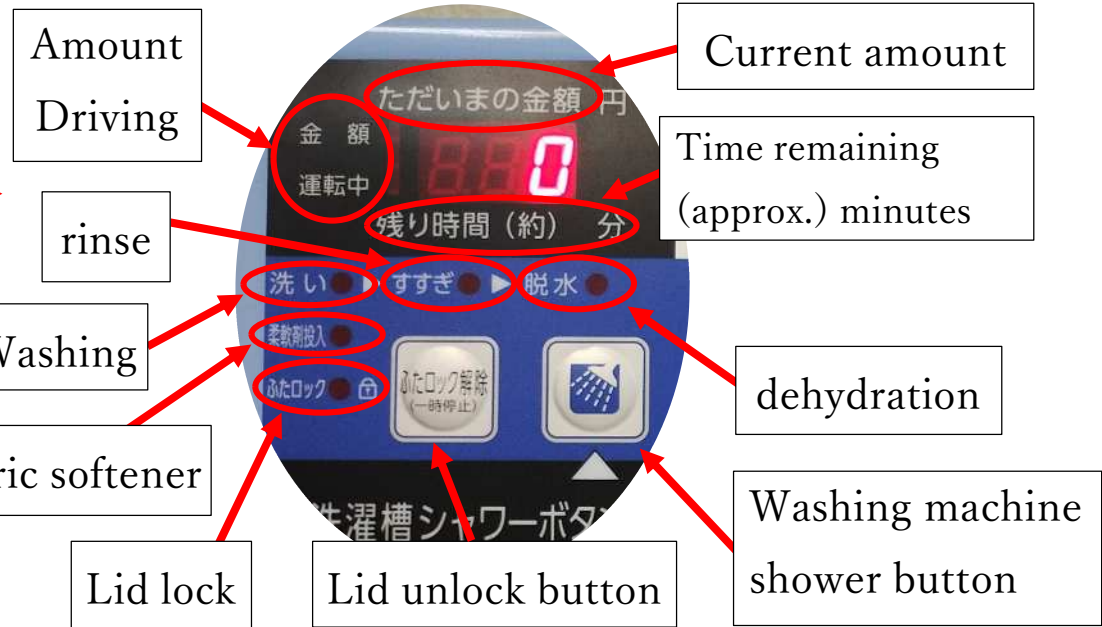 Amount
Driving
Current amount
ただいまの金額 円
金 額
0
運転中
Time remaining
(approx.) minutes
残り時間(約) 分
rinse
洗い すすぎ 脱水
Washing
柔軟剤投入
ふたロック
ふたロック解除
(一時停止)
dehydration
ric softener
洗濯槽シャワーボタン
Washing machine
shower button
Lid lock
Lid unlock button